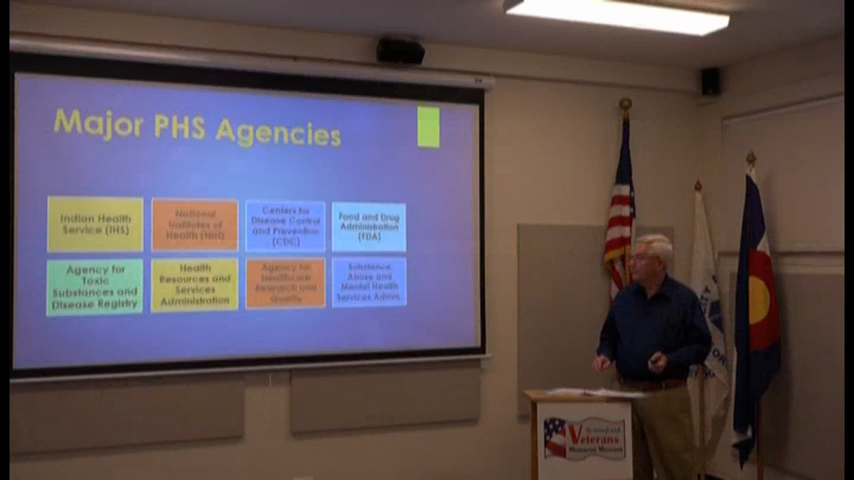 Major PHS Agencies
Indian Health
Service (IHS)
National
Institutes of
Health (NIH)
Centers for
Disease Control
and Prevention
(CDC)
Food and Drug
Administration
(FDA)
Agency for
Toxic
Substances and
Disease Registry
Health
Resources and
Services
Administration
Agency for
Healthcare
Research and
Quality
Substance
Abuse and
Mental Health
Services Admin.
Veterans
Memorial Museum